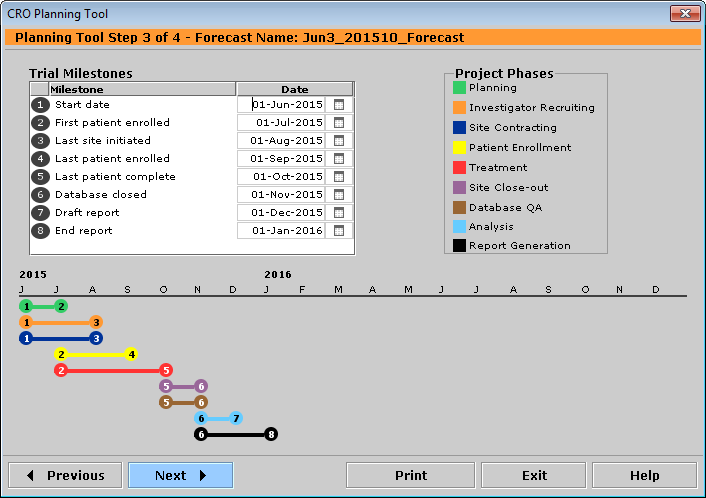 CRO Planning Tool
Planning Tool Step 3 of 4 - Forecast Name: Jun3_201510_Forecast
Trial Milestones
Milestone Date
1 Start date 01-Jun-2015
2 First patient enrolled 01-Jul-2015
3 Last site initiated 01-Aug-2015
4 Last patient enrolled 01-Sep-2015
5 Last patient complete 01-Oct-2015
6 Database closed 01-Nov-2015
7 Draft report 01-Dec-2015
8 End report 01-Jan-2016
Project Phases
Planning
Investigator Recruiting
Site Contracting
Patient Enrollment
Treatment
Site Close-out
Database QA
Analysis
Report Generation
2015 2016
J J A S O N D J F M A M J J A S O N D
1 2
1 3
1 3
2 4
2 5
5 6
5 6
6 7
6 8
Previous Next Print Exit Help